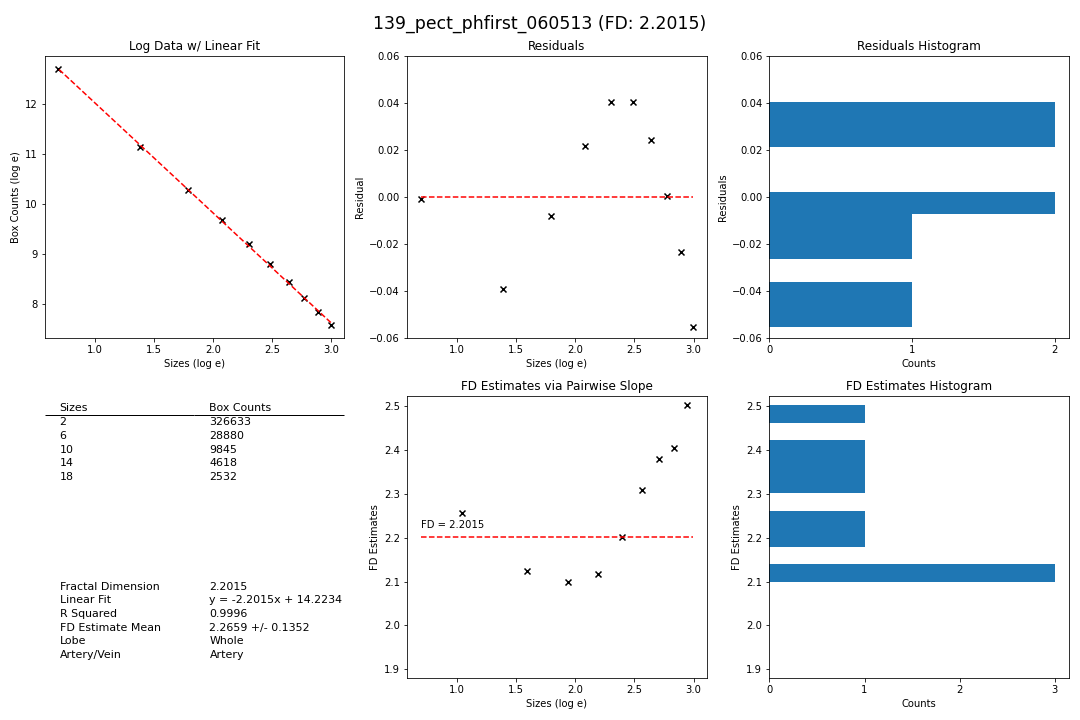 139_pect_phfirst_060513 (FD: 2.2015)
Log Data w/ Linear Fit
Box Counts (log e)
12
11
10
9
8
1.0 1.5 2.0 2.5 3.0
Sizes (log e)
Residuals
Residual
0.06
0.04
0.02
0.00
−0.02
−0.04
−0.06
1.0 1.5 2.0 2.5 3.0
Sizes (log e)
Residuals Histogram
Residuals
0.06
0.04
0.02
0.00
−0.02
−0.04
−0.06
0 1 2
Counts
Sizes Box Counts
2 326633
6 28880
10 9845
14 4618
18 2532
Fractal Dimension 2.2015
Linear Fit y = -2.2015x + 14.2234
R Squared 0.9996
FD Estimate Mean 2.2659 +/- 0.1352
Lobe Whole
Artery/Vein Artery
FD Estimates via Pairwise Slope
FD Estimates
2.5
2.4
2.3
FD = 2.2015
2.2
2.1
2.0
1.9
1.0 1.5 2.0 2.5 3.0
Sizes (log e)
FD Estimates Histogram
FD Estimates
2.5
2.4
2.3
2.2
2.1
2.0
1.9
0 1 2 3
Counts